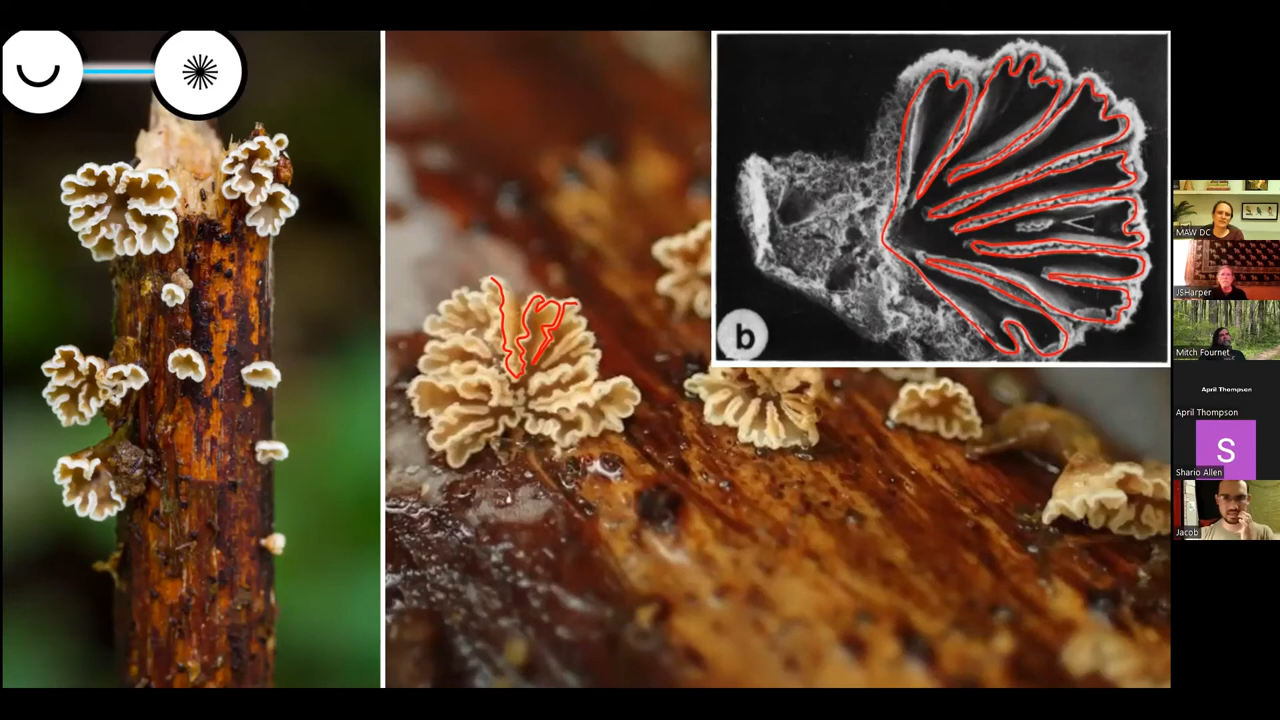 b
MAW DC
JSHarper
Mitch Fournet
April Thompson
April Thompson
S
Shario Allen
Jacob